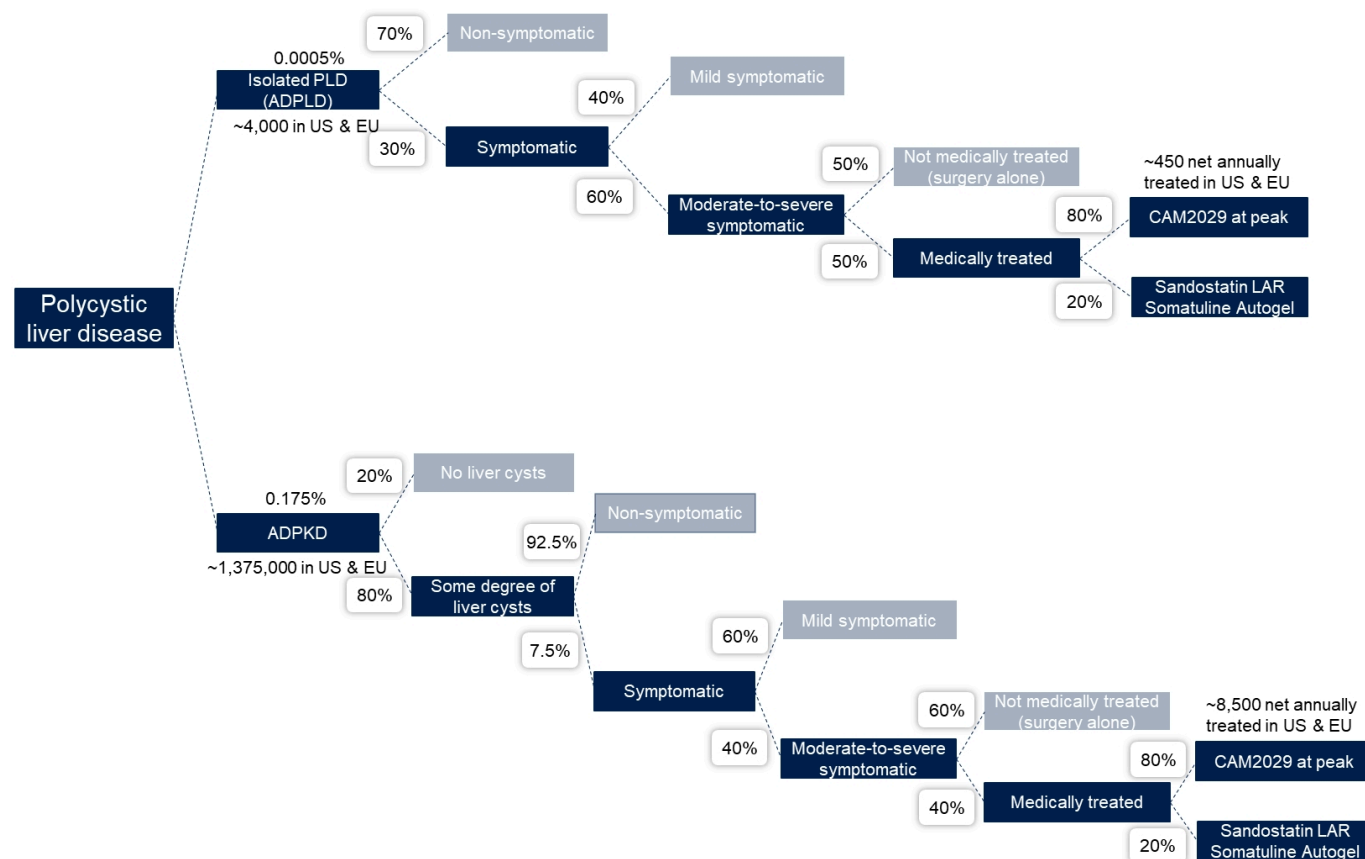 70%
Non-symptomatic
0.0005%
Isolated PLD
(ADPLD)
~4,000 in US & EU
30%
Symptomatic
40%
Mild symptomatic
60%
Moderate-to-severe
symptomatic
50%
Not medically treated
(surgery alone)
50%
Medically treated
~450 net annually
treated in US & EU
80%
CAM2029 at peak
20%
Sandostatin LAR
Somatuline Autogel
Polycystic
liver disease
20%
No liver cysts
0.175%
ADPKD
~1,375,000 in US & EU
80%
Some degree of
liver cysts
92.5%
Non-symptomatic
7.5%
Symptomatic
60%
Mild symptomatic
40%
Moderate-to-severe
symptomatic
60%
Not medically treated
(surgery alone)
40%
Medically treated
~8,500 net annually
treated in US & EU
80%
CAM2029 at peak
20%
Sandostatin LAR
Somatuline Autogel